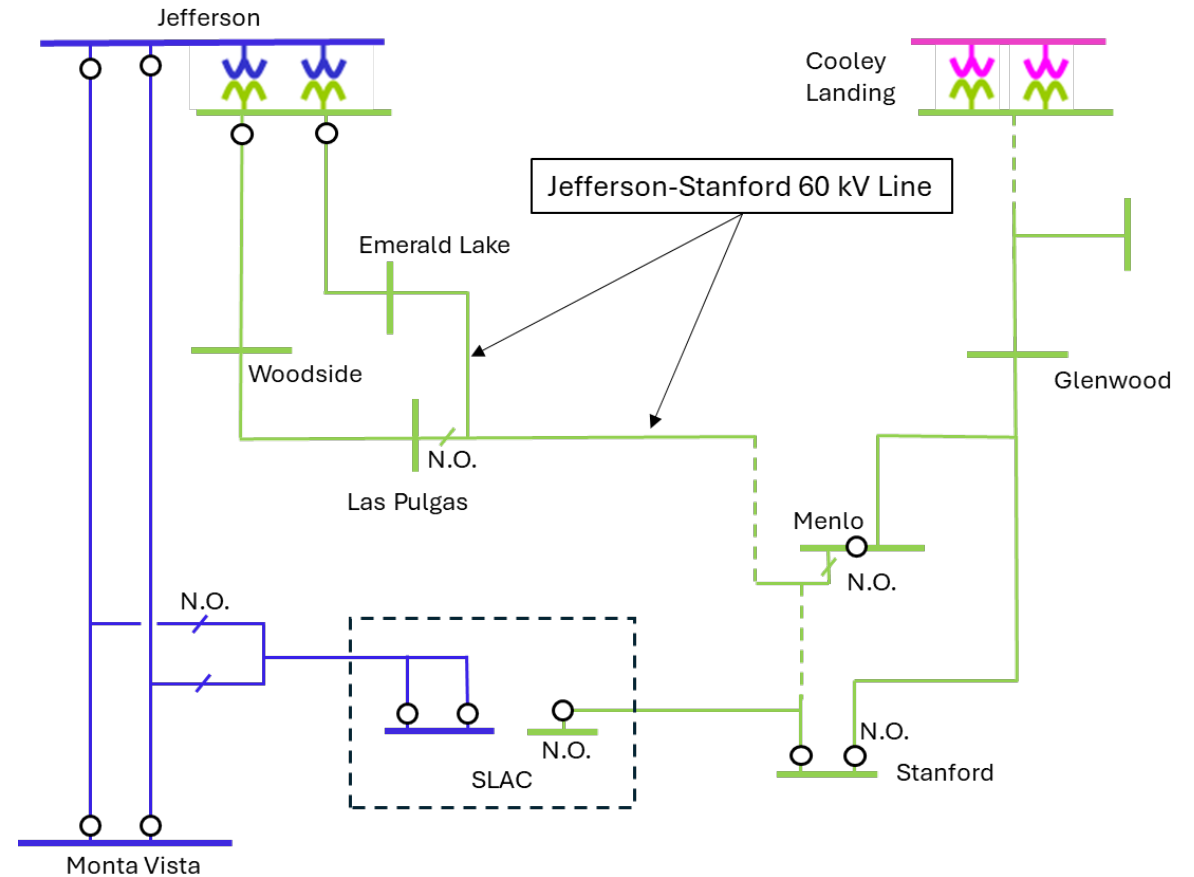 Jefferson
Cooley
Landing
Jefferson-Stanford 60 kV Line
Emerald Lake
Woodside
Glenwood
N.O.
Las Pulgas
Menlo
N.O.
N.O.
N.O.
N.O.
SLAC
Stanford
Monta Vista